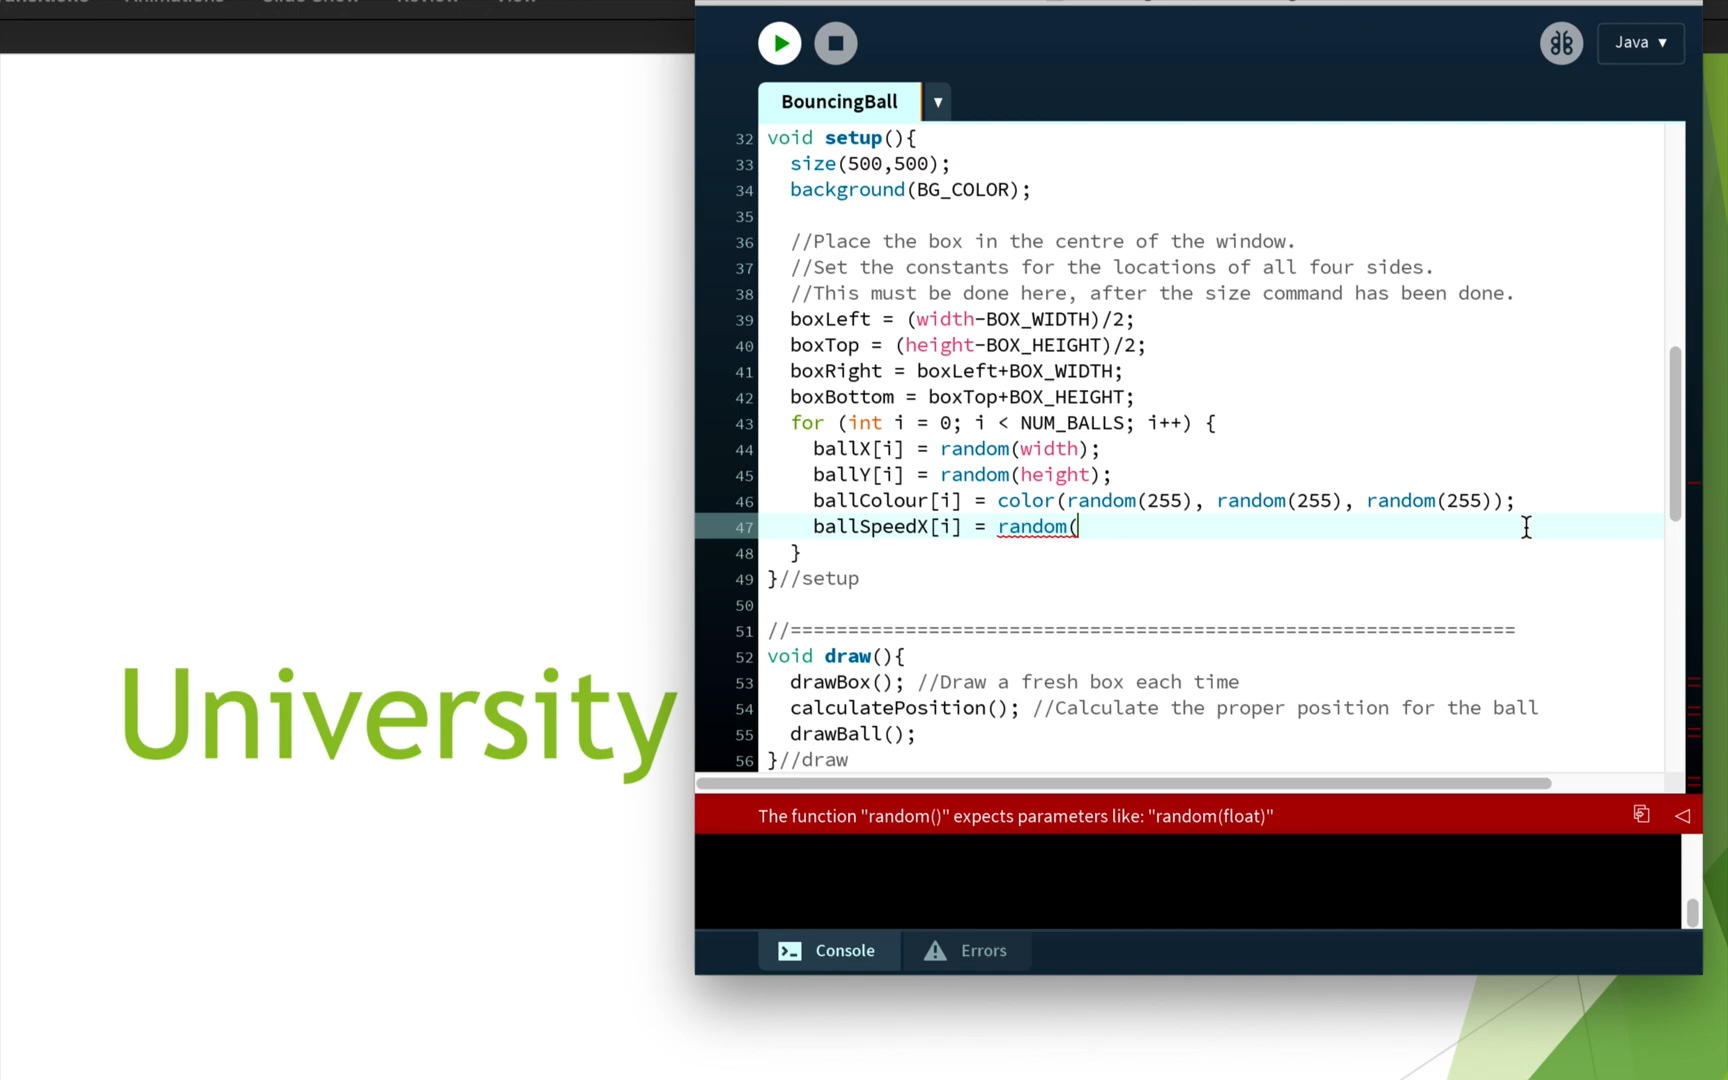 Java ▾
BouncingBall ▾
32 void setup(){
33 size(500,500);
34 background(BG_COLOR);
35
36 //Place the box in the centre of the window.
37 //Set the constants for the locations of all four sides.
38 //This must be done here, after the size command has been done.
39 boxLeft = (width-BOX_WIDTH)/2;
40 boxTop = (height-BOX_HEIGHT)/2;
41 boxRight = boxLeft+BOX_WIDTH;
42 boxBottom = boxTop+BOX_HEIGHT;
43 for (int i = 0; i < NUM_BALLS; i++) {
44 ballX[i] = random(width);
45 ballY[i] = random(height);
46 ballColour[i] = color(random(255), random(255), random(255));
47 ballSpeedX[i] = random(
48 }
49 }//setup
50
51 //===============================================================
52 void draw(){
53 drawBox(); //Draw a fresh box each time
54 calculatePosition(); //Calculate the proper position for the ball
55 drawBall();
56 }//draw
University
The function "random()" expects parameters like: "random(float)"
Console Errors